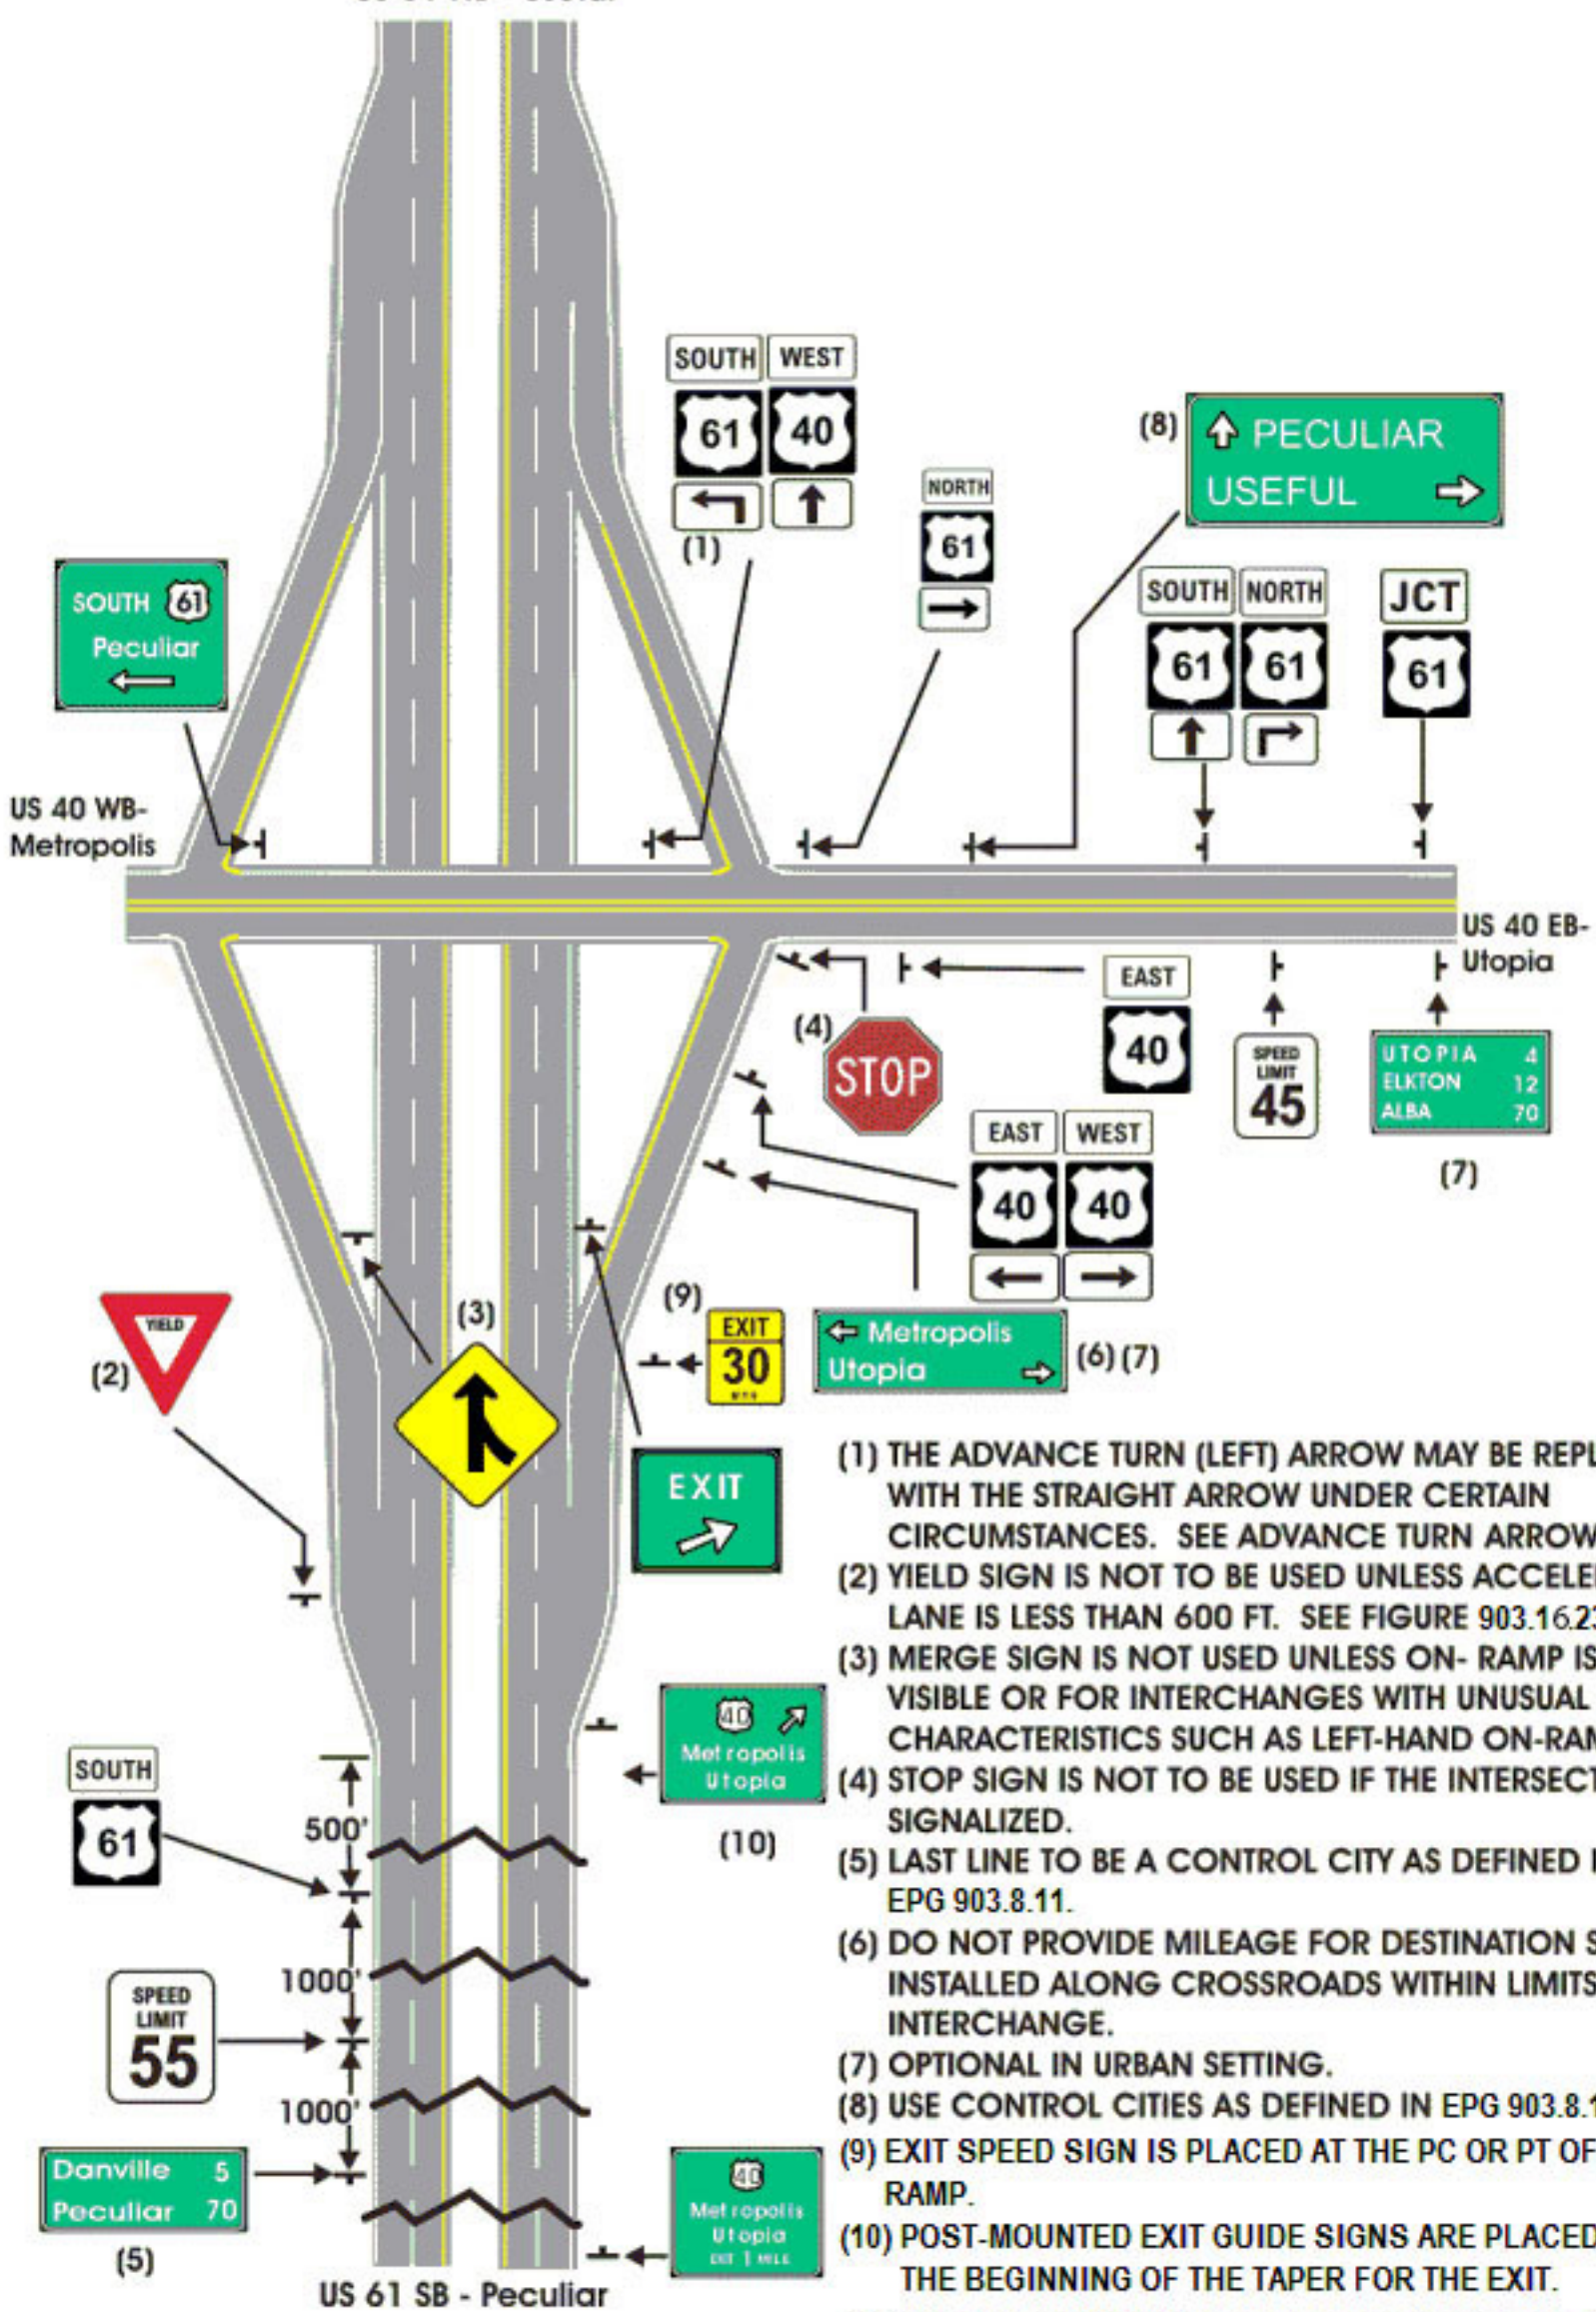 SOUTH WEST
61 40
(1)
(8)
PECULIAR
USEFUL
NORTH
61
SOUTH NORTH
61 61
JCT
61
SOUTH 61
Peculiar
US 40 WB-
Metropolis
US 40 EB-
Utopia
(4)
STOP
EAST
40
SPEED
LIMIT
45
UTOPIA 4
ELKTON 12
ALBA 70
(7)
EAST WEST
40 40
(2)
YIELD
(3)
(9)
EXIT
30
Metropolis
Utopia
(6) (7)
EXIT
40
Metropolis
Utopia
(10)
SOUTH
61
500'
1000'
SPEED
LIMIT
55
1000'
Danville 5
Peculiar 70
(5)
40
Metropolis
Utopia
EXIT 1 MILE
US 61 SB - Peculiar
(1) THE ADVANCE TURN (LEFT) ARROW MAY BE
WITH THE STRAIGHT ARROW UNDER CERTAIN
CIRCUMSTANCES. SEE ADVANCE TURN ARROW
(2) YIELD SIGN IS NOT TO BE USED UNLESS
LANE IS LESS THAN 600 FT. SEE FIGURE 903.16.23
(3) MERGE SIGN IS NOT USED UNLESS ON- RAMP IS
VISIBLE OR FOR INTERCHANGES WITH UNUSUAL
CHARACTERISTICS SUCH AS LEFT-HAND
(4) STOP SIGN IS NOT TO BE USED IF THE
SIGNALIZED.
(5) LAST LINE TO BE A CONTROL CITY AS DEFINED
EPG 903.8.11.
(6) DO NOT PROVIDE MILEAGE FOR DESTINATION
INSTALLED ALONG CROSSROADS WITHIN LIMITS
INTERCHANGE.
(7) OPTIONAL IN URBAN SETTING.
(8) USE CONTROL CITIES AS DEFINED IN EPG 903.8.1
(9) EXIT SPEED SIGN IS PLACED AT THE PC OR PT OF
RAMP.
(10) POST-MOUNTED EXIT GUIDE SIGNS ARE PLACED
THE BEGINNING OF THE TAPER FOR THE EXIT.